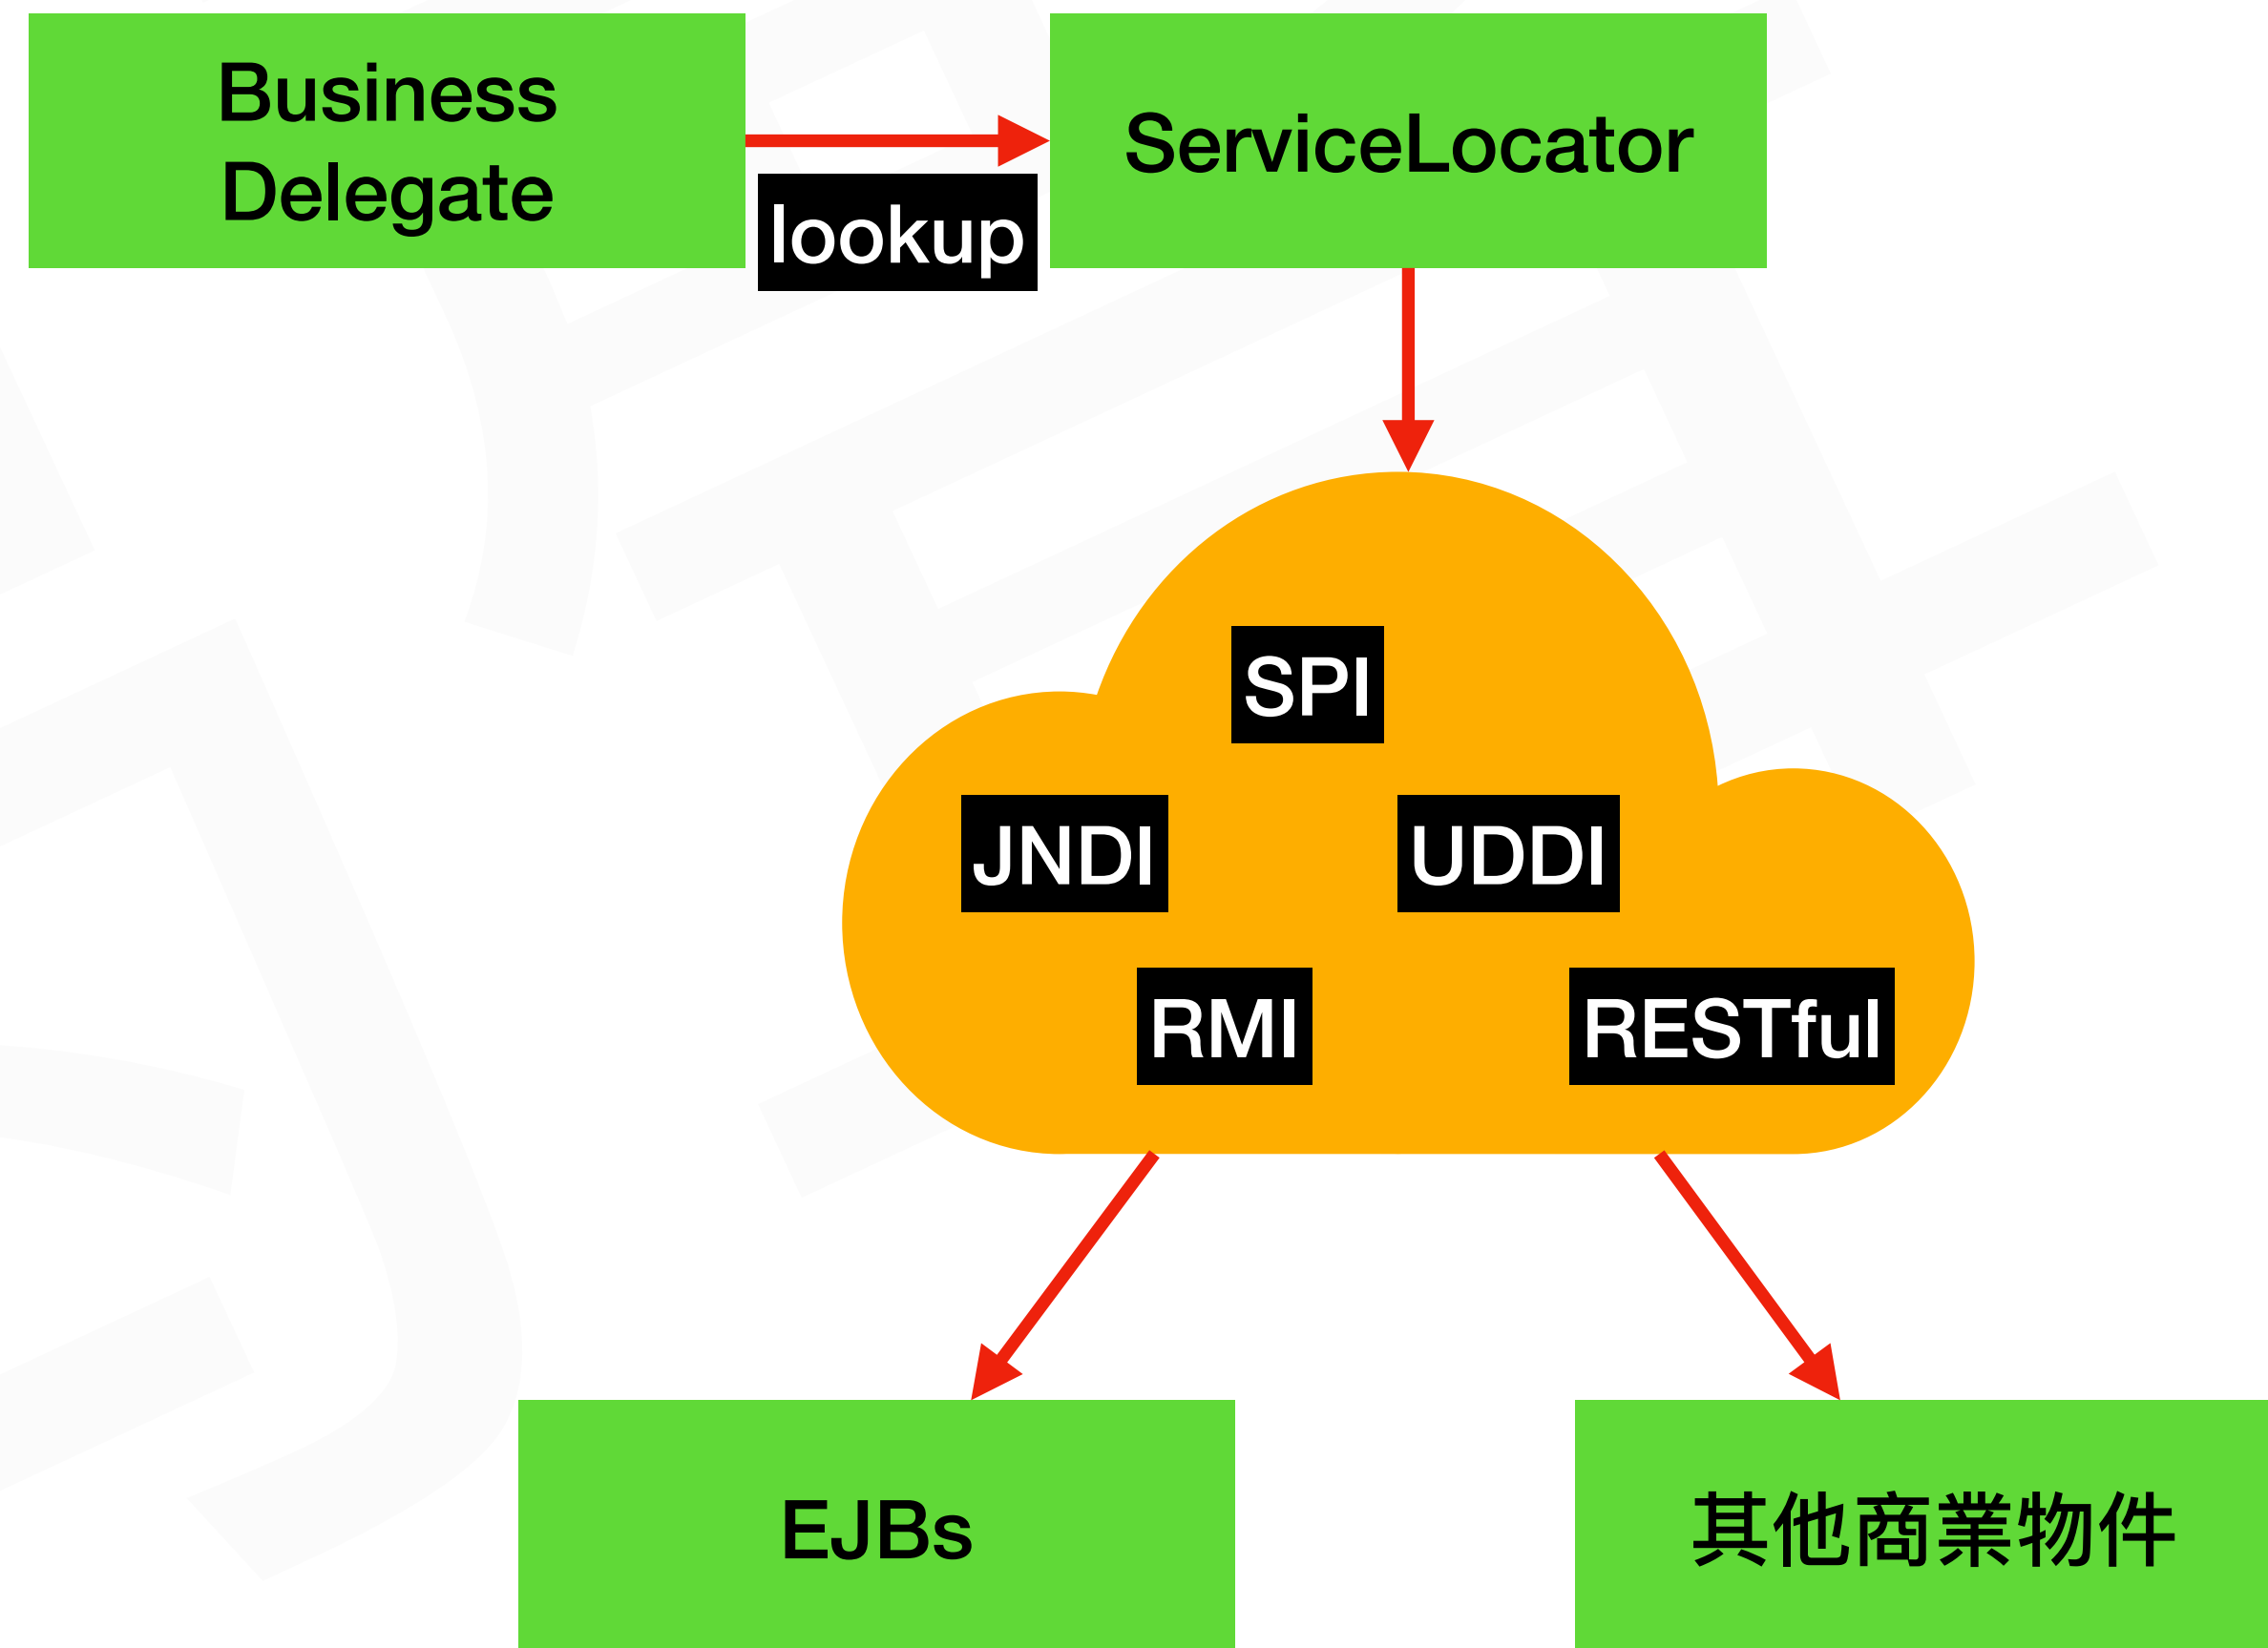 Business
Delegate
lookup
ServiceLocator
SPI
JNDI
UDDI
RMI
RESTful
EJBs
其他商業物件